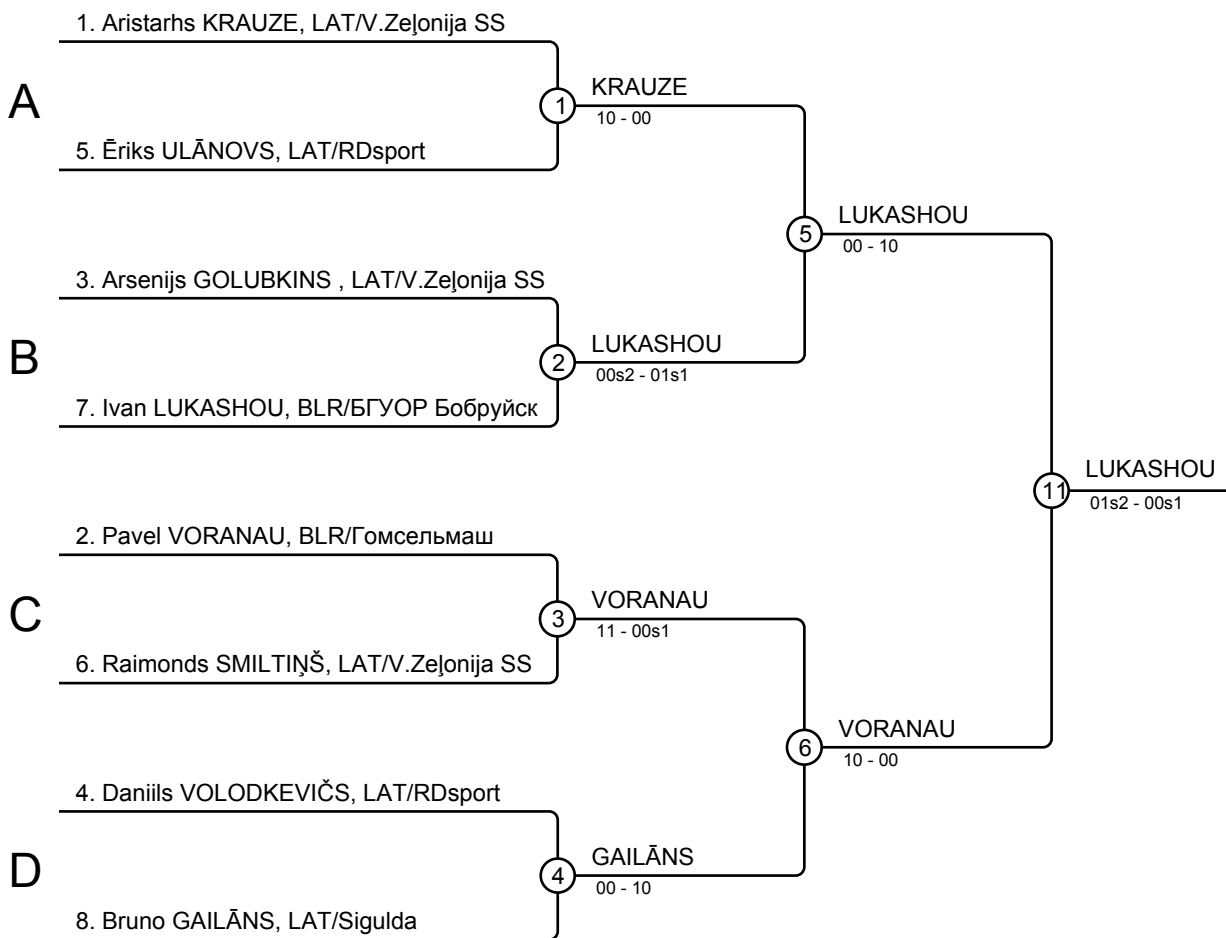 1. Aristarhs KRAUZE, LAT/V.Zeļonija SS
A
1
KRAUZE
10 - 00
5. Ēriks ULĀNOVS, LAT/RDsport
5
LUKASHOU
00 - 10
3. Arsenijs GOLUBKINS , LAT/V.Zeļonija SS
B
2
LUKASHOU
00s2 - 01s1
7. Ivan LUKASHOU, BLR/БГУОР Бобруйск
11
LUKASHOU
01s2 - 00s1
2. Pavel VORANAU, BLR/Гомсельмаш
C
3
VORANAU
11 - 00s1
6. Raimonds SMILTIŅŠ, LAT/V.Zeļonija SS
6
VORANAU
10 - 00
4. Daniils VOLODKEVIČS, LAT/RDsport
D
4
GAILĀNS
00 - 10
8. Bruno GAILĀNS, LAT/Sigulda